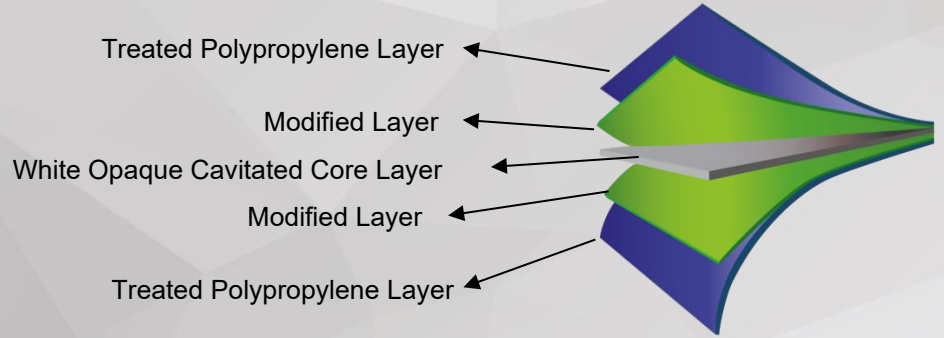 Treated Polypropylene Layer
Modified Layer
White Opaque Cavitated Core Layer
Modified Layer
Treated Polypropylene Layer